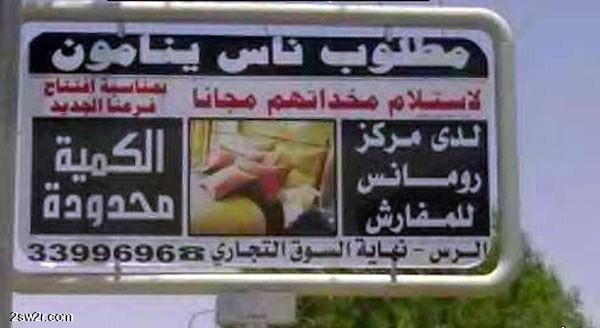 مطلوب ناس ينامون
لاستلام مخداتهم مجانا
بمناسبة افتتاح
فرعنا الجديد
لدى مركز
رومانس
للمفارش
الكمية
محدودة
الرس - نهاية السوق التجاري ☎ 3399696
2sw2r.com